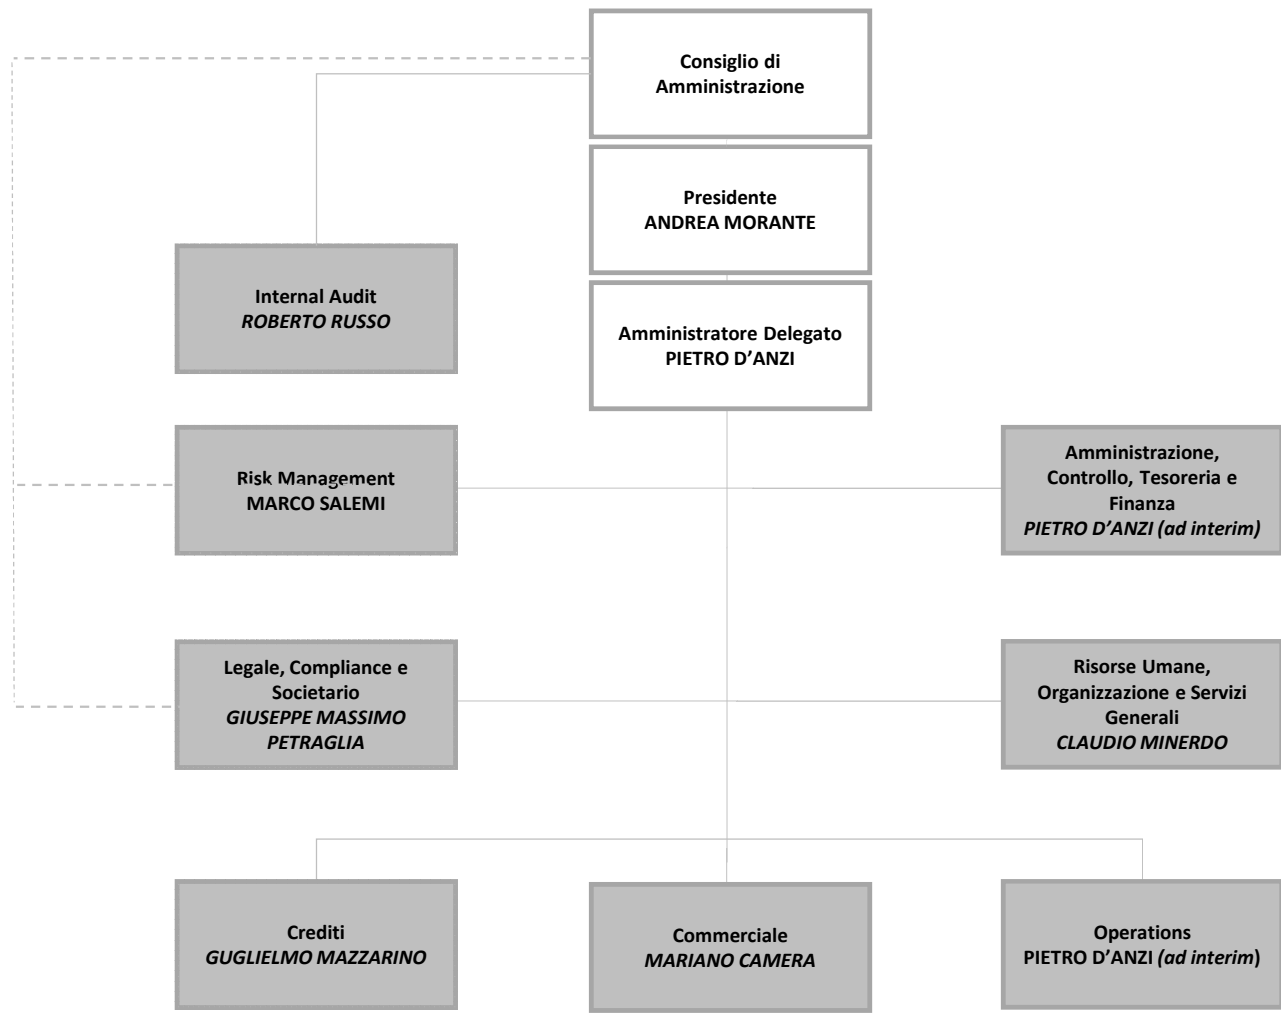 Consiglio di
Amministrazione
Presidente
ANDREA MORANTE
Internal Audit
ROBERTO RUSSO
Amministratore Delegato
PIETRO D’ANZI
Risk Management
MARCO SALEMI
Amministrazione,
Controllo, Tesoreria e
Finanza
PIETRO D’ANZI (ad interim)
Legale, Compliance e
Societario
GIUSEPPE MASSIMO
PETRAGLIA
Risorse Umane,
Organizzazione e Servizi
Generali
CLAUDIO MINERDO
Crediti
GUGLIELMO MAZZARINO
Commerciale
MARIANO CAMERA
Operations
PIETRO D’ANZI (ad interim)